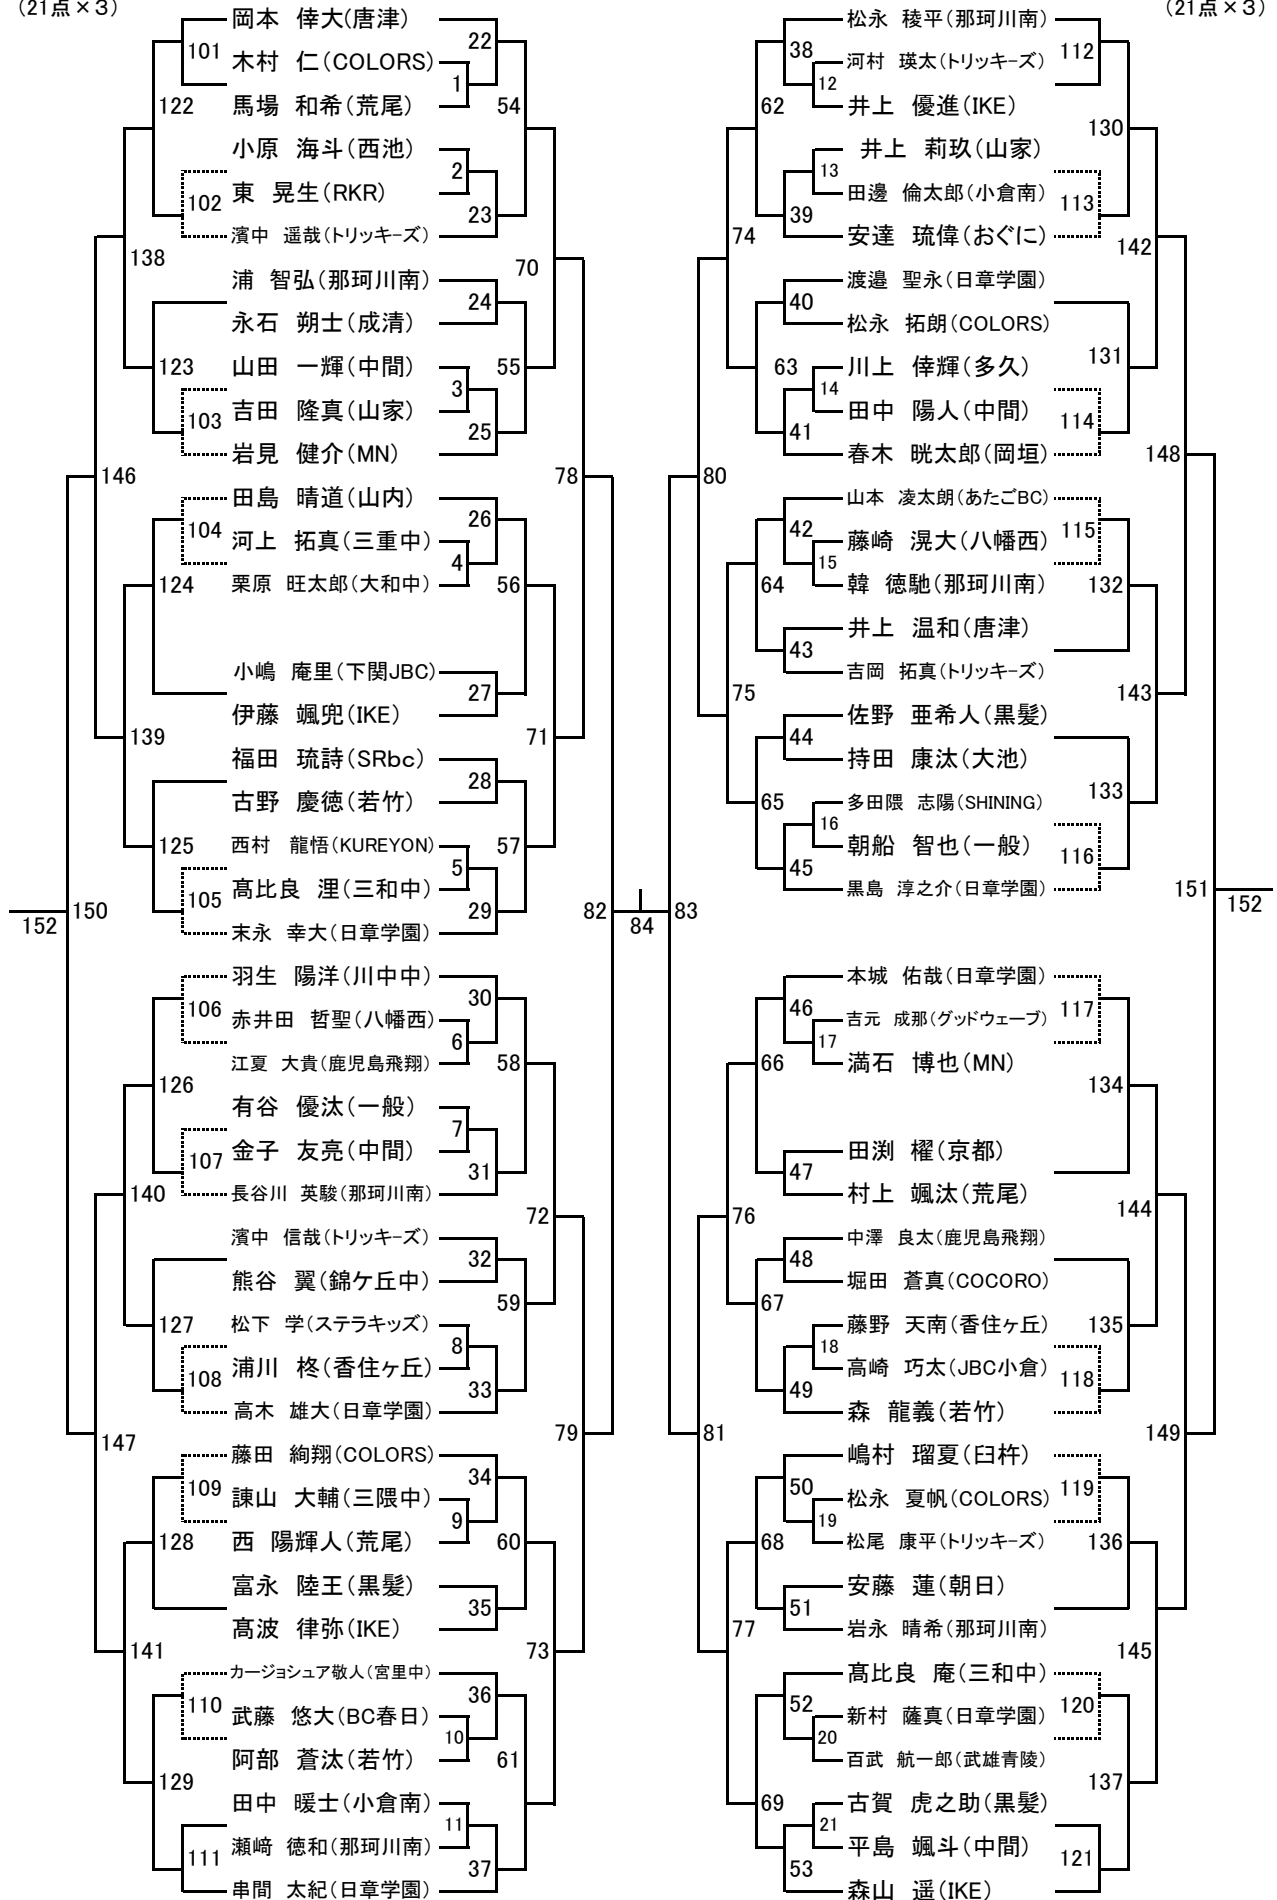 (21点×3)
(21点×3)
岡本 倖大(唐津)
木村 仁(COLORS)
馬場 和希(荒尾)
小原 海斗(西池)
東 晃生(RKR)
濱中 遥哉(トリッキーズ)
浦 智弘(那珂川南)
永石 朔士(成清)
山田 一輝(中間)
吉田 隆真(山家)
岩見 健介(MN)
田島 晴道(山内)
河上 拓真(三重中)
栗原 旺太郎(大和中)
小嶋 庵里(下関JBC)
伊藤 颯兜(IKE)
福田 琉詩(SRbc)
古野 慶徳(若竹)
西村 龍悟(KUREYON)
髙比良 浬(三和中)
末永 幸大(日章学園)
羽生 陽洋(川中中)
赤井田 哲聖(八幡西)
江夏 大貴(鹿児島飛翔)
有谷 優汰(一般)
金子 友亮(中間)
長谷川 英駿(那珂川南)
濱中 信哉(トリッキーズ)
熊谷 翼(錦ケ丘中)
松下 学(ステラキッズ)
浦川 柊(香住ヶ丘)
高木 雄大(日章学園)
藤田 絢翔(COLORS)
諌山 大輔(三隈中)
西 陽輝人(荒尾)
富永 陸王(黒髪)
髙波 律弥(IKE)
カージョシュア敬人(宮里中)
武藤 悠大(BC春日)
阿部 蒼汰(若竹)
田中 暖士(小倉南)
瀬﨑 徳和(那珂川南)
串間 太紀(日章学園)
101
102
103
104
105
106
107
108
109
110
111
122
123
124
125
126
127
128
129
138
139
140
141
146
147
150
152
1
2
3
4
5
6
7
8
9
10
11
22
23
24
25
26
27
28
29
30
31
32
33
34
35
36
37
54
55
56
57
58
59
60
61
70
71
72
73
78
79
82
84
83
80
81
74
75
76
77
62
63
64
65
66
67
68
69
38
39
40
41
42
43
44
45
46
47
48
49
50
51
52
53
12
13
14
15
16
17
18
19
20
21
松永 稜平(那珂川南)
河村 瑛太(トリッキーズ)
井上 優進(IKE)
井上 莉玖(山家)
田邊 倫太郎(小倉南)
安達 琉偉(おぐに)
渡邉 聖永(日章学園)
松永 拓朗(COLORS)
川上 倖輝(多久)
田中 陽人(中間)
春木 晄太郎(岡垣)
山本 凌太朗(あたごBC)
藤崎 滉大(八幡西)
韓 徳馳(那珂川南)
井上 温和(唐津)
吉岡 拓真(トリッキーズ)
佐野 亜希人(黒髪)
持田 康汰(大池)
多田隈 志陽(SHINING)
朝船 智也(一般)
黒島 淳之介(日章学園)
本城 佑哉(日章学園)
吉元 成那(グッドウェーブ)
満石 博也(MN)
田渕 櫂(京都)
村上 颯汰(荒尾)
中澤 良太(鹿児島飛翔)
堀田 蒼真(COCORO)
藤野 天南(香住ヶ丘)
高崎 巧太(JBC小倉)
森 龍義(若竹)
嶋村 瑠夏(臼杵)
松永 夏帆(COLORS)
松尾 康平(トリッキーズ)
安藤 蓮(朝日)
岩永 晴希(那珂川南)
髙比良 庵(三和中)
新村 薩真(日章学園)
百武 航一郎(武雄青陵)
古賀 虎之助(黒髪)
平島 颯斗(中間)
森山 遥(IKE)
112
113
114
115
116
117
118
119
120
121
130
131
132
133
134
135
136
137
142
143
144
145
148
149
151
152